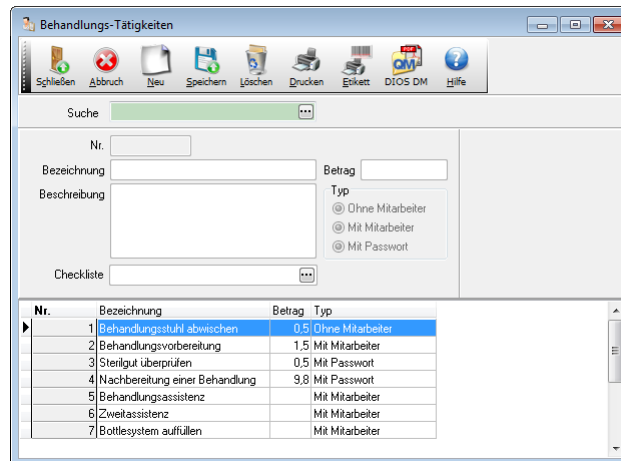 Behandlungs-Tätigkeiten
Schließen Abbruch Neu Speichern Löschen Drucken Etikett DIOS DM Hilfe
PDF
QM
Suche
Nr.
Bezeichnung Betrag
Beschreibung Typ
Ohne Mitarbeiter
Mit Mitarbeiter
Mit Passwort
Checkliste
Nr. Bezeichnung Betrag Typ
1 Behandlungsstuhl abwischen 0,5 Ohne Mitarbeiter
2 Behandlungsvorbereitung 1,5 Mit Mitarbeiter
3 Sterilgut überprüfen 0,5 Mit Passwort
4 Nachbereitung einer Behandlung 9,8 Mit Passwort
5 Behandlungsassistenz Mit Mitarbeiter
6 Zweitassistenz Mit Mitarbeiter
7 Bottlesystem auffüllen Mit Mitarbeiter